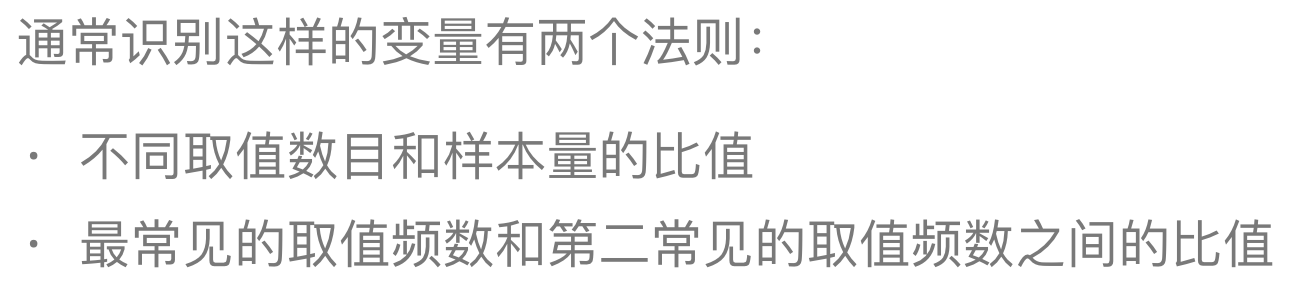 通常识别这样的变量有两个法则：
· 不同取值数目和样本量的比值
· 最常见的取值频数和第二常见的取值频数之间的比值